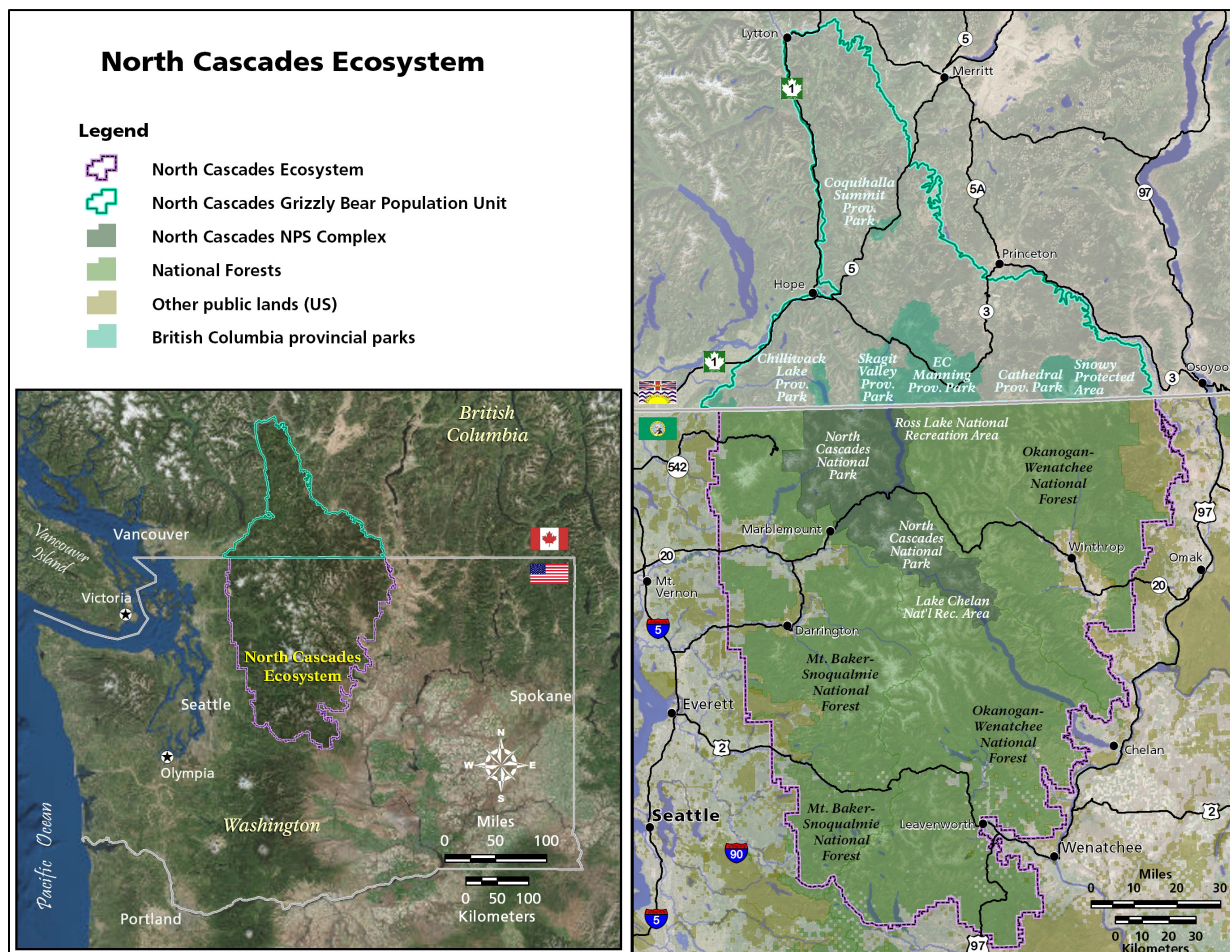 North Cascades Ecosystem
Legend
North Cascades Ecosystem
North Cascades Grizzly Bear Population Unit
North Cascades NPS Complex
National Forests
Other public lands (US)
British Columbia provincial parks
British
Columbia
Vancouver
Island
Vancouver
Victoria
North Cascades
Ecosystem
Spokane
Seattle
Olympia
N
W
E
S
Washington
Miles
0
50
100
0
50
100
Kilometers
Pacific Ocean
Portland
Lytton
5
Merritt
1
Coquihalla
Summit
Prov.
Park
5A
97
5
Princeton
Hope
3
1
Chilliwack
Lake
Prov.
Park
Skagit
Valley
Prov.
Park
EC
Manning
Prov. Park
Cathedral
Prov. Park
Snowy
Protected
Area
3
Osoyoo
Ross Lake National
Recreation Area
North
Cascades
National
Park
Okanogan-
Wenatchee
National
Forest
542
97
Marblemount
North
Cascades
National
Park
20
Winthrop
Omak
Mt.
Vernon
20
Lake Chelan
Nat'l Rec. Area
5
Darrington
Mt. Baker-
Snoqualmie
National
Forest
Everett
Okanogan-
Wenatchee
National
Forest
2
Chelan
Mt. Baker-
Snoqualmie
National
Forest
2
Seattle
Leavenworth
90
Wenatchee
Miles
0
10
20
30
5
0
10
20
30
97
Kilometers